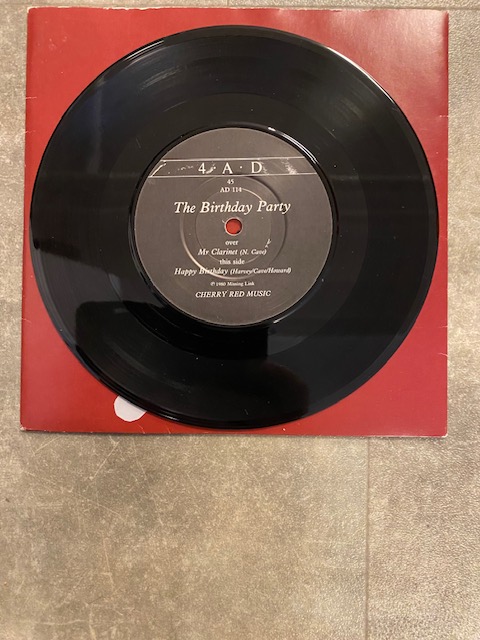 4·A·D
45
AD 114
The Birthday Party
over
Mr Clarinet (N. Cave)
this side
Happy Birthday (Harvey/Cave/Howard)
℗ 1980 Missing Link
CHERRY RED MUSIC